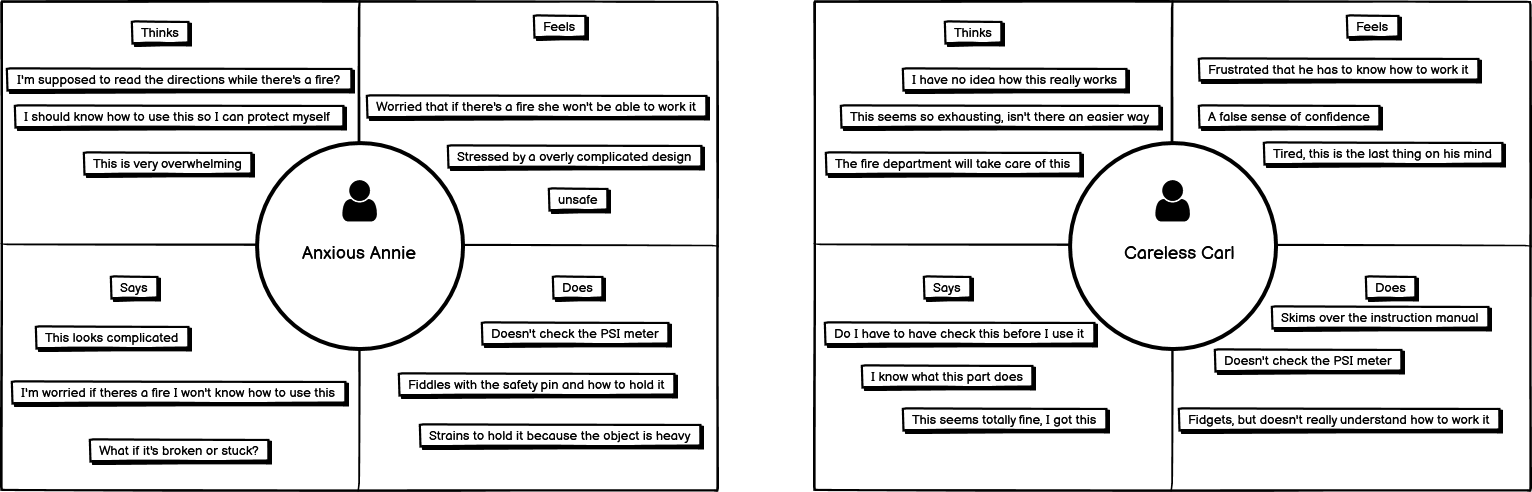 Thinks
I'm supposed to read the directions while there's a fire?
I should know how to use this so I can protect myself
This is very overwhelming
Feels
Worried that if there's a fire she won't be able to work it
Stressed by a overly complicated design
unsafe
Anxious Annie
Says
This looks complicated
I'm worried if theres a fire I won't know how to use this
What if it's broken or stuck?
Does
Doesn't check the PSI meter
Fiddles with the safety pin and how to hold it
Strains to hold it because the object is heavy
Thinks
I have no idea how this really works
This seems so exhausting, isn't there an easier way
The fire department will take care of this
Feels
Frustrated that he has to know how to work it
A false sense of confidence
Tired, this is the last thing on his mind
Careless Carl
Says
Do I have to have check this before I use it
I know what this part does
This seems totally fine, I got this
Does
Skims over the instruction manual
Doesn't check the PSI meter
Fidgets, but doesn't really understand how to work it